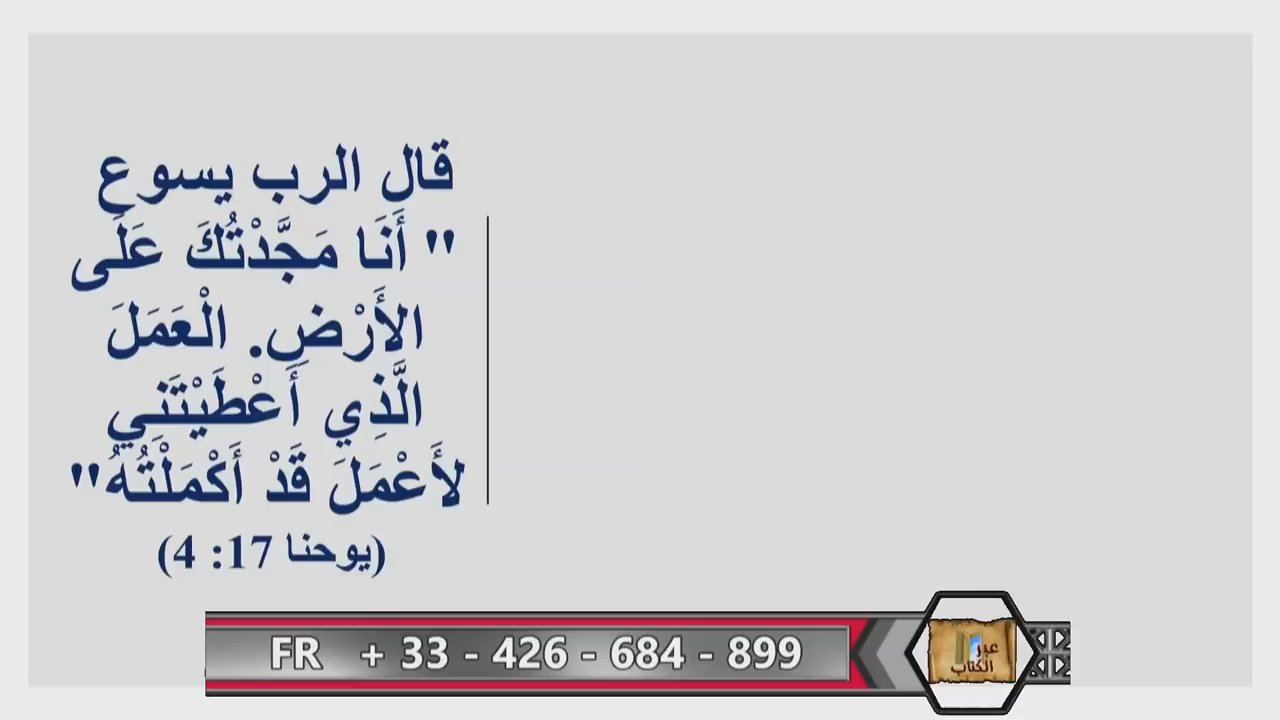 قال الرب يسوع
" أَنَا مَجَّدْتُكَ عَلَى
الأَرْضِ. الْعَمَلَ
الَّذِي أَعْطَيْتَنِي
لأَعْمَلَ قَدْ أَكْمَلْتُهُ"
(يوحنا 17: 4)
FR + 33 - 426 - 684 - 899
عبر
الكتاب